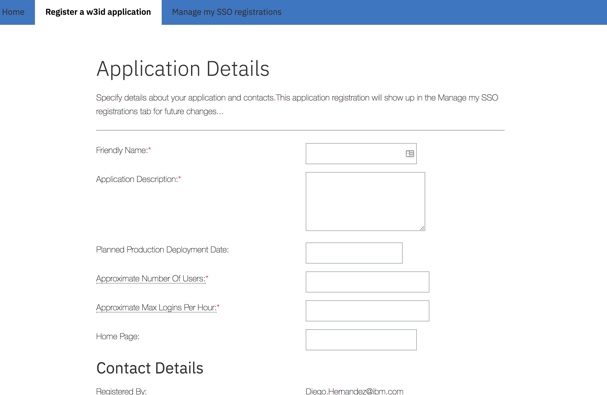 Home Register a w3id application Manage my SSO registrations
Application Details
Specify details about your application and contacts.This application registration will show up in the Manage my SSO
registrations tab for future changes...
Friendly Name:*
Application Description:*
Planned Production Deployment Date:
Approximate Number Of Users:*
Approximate Max Logins Per Hour:*
Home Page:
Contact Details
Registered By: Diego.Hernandez@ibm.com